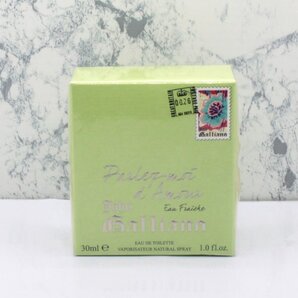 0026
Galliano
Parlez-moi
d'Amour
Eau Fraîche
John
Galliano
EAU DE TOILETTE
30ml e VAPORISATEUR NATURAL SPRAY 1.0 fl.oz.